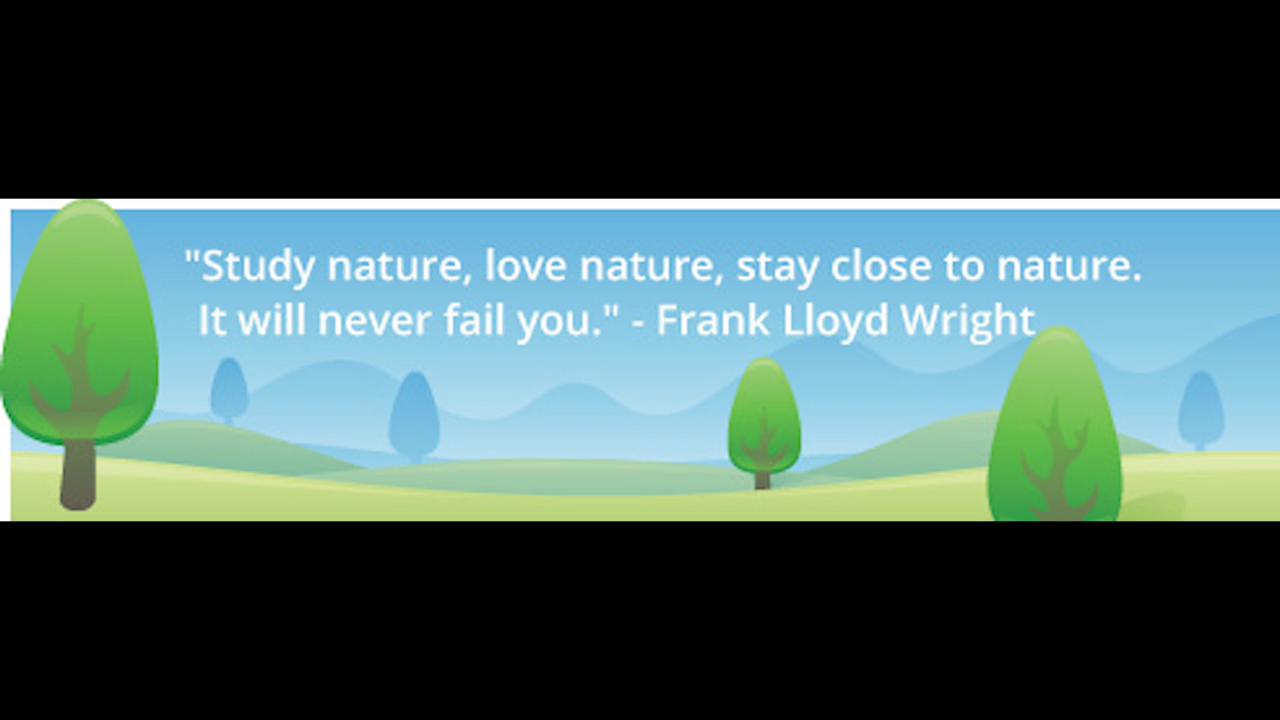 "Study nature, love nature, stay close to nature.
It will never fail you." - Frank Lloyd Wright